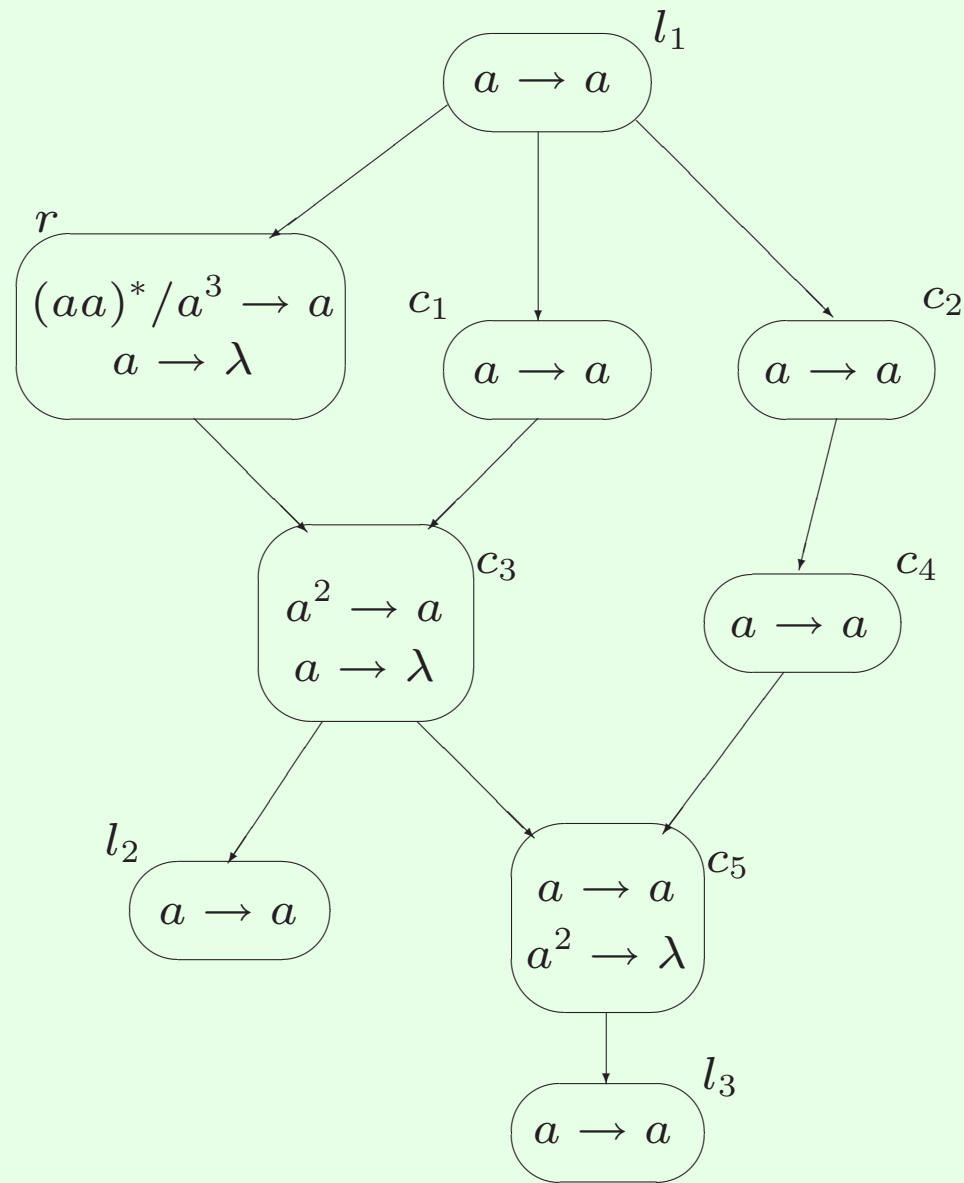 l₁
a → a
r
(aa)*/a³ → a
a → λ
c₁
a → a
c₂
a → a
c₃
a² → a
a → λ
c₄
a → a
l₂
a → a
c₅
a → a
a² → λ
l₃
a → a